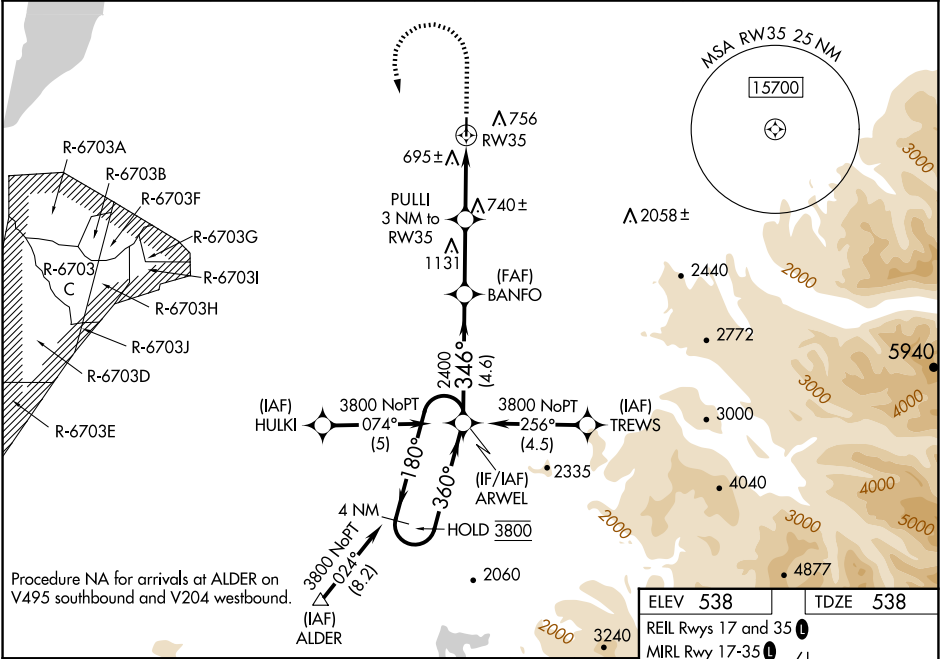 MSA RW35 25 NM
15700
756
RW35
695±
PULLI
3 NM to
RW35
740±
1131
2058±
(FAF)
BANFO
R-6703A
R-6703B
R-6703F
R-6703G
R-6703I
R-6703
C
R-6703H
R-6703J
R-6703D
R-6703E
3000
2000
2440
2772
5940
3000
4000
2400
346°
(4.6)
(IAF)
HULKI
3800 NoPT
074°
(5)
3800 NoPT
256°
(4.5)
(IAF)
TREWS
3000
(IF/IAF)
ARWEL
2335
180°
360°
4 NM
HOLD 3800
4040
4000
3000
5000
2000
3800 NoPT
024°
(8.2)
2060
4877
Procedure NA for arrivals at ALDER on
V495 southbound and V204 westbound.
(IAF)
ALDER
2000
3240
ELEV 538
TDZE 538
REIL Rwys 17 and 35 L
MIRL Rwy 17-35 L